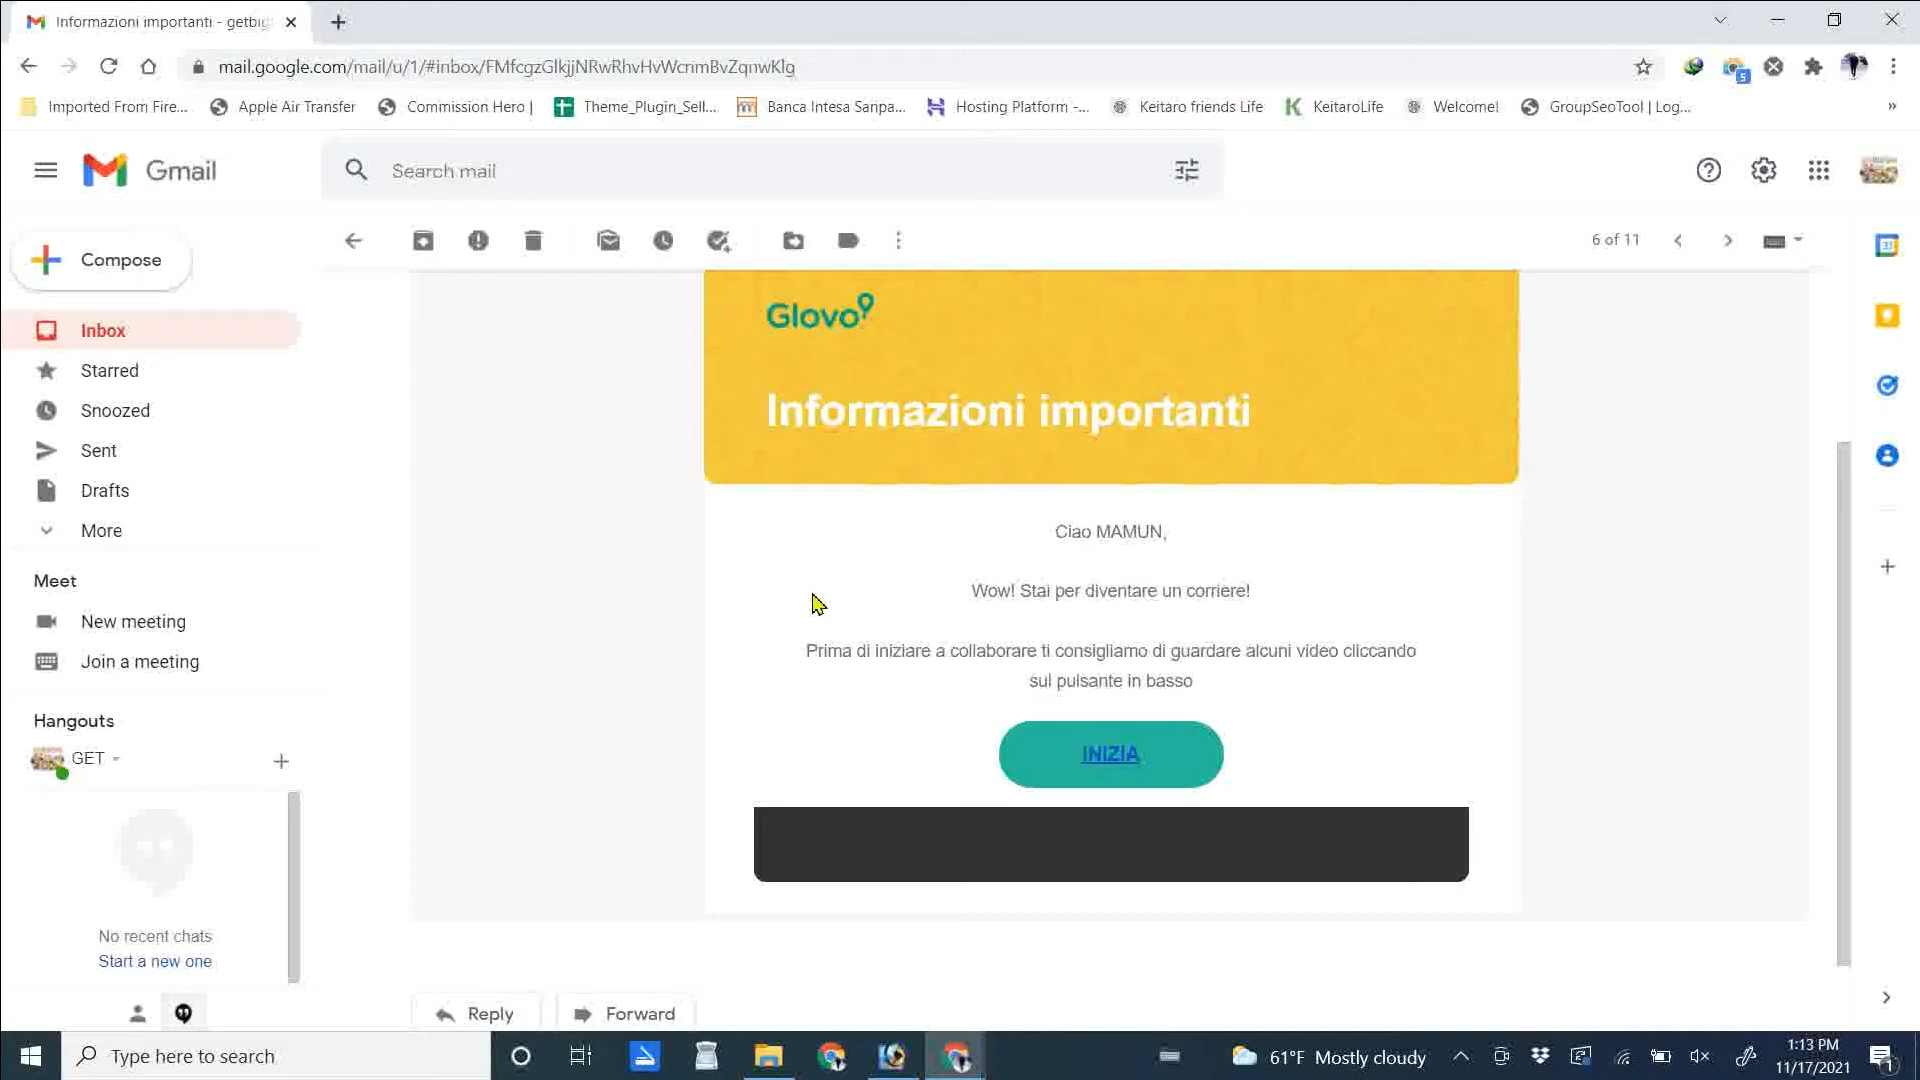 Informazioni importanti - getbig
mail.google.com/mail/u/1/#inbox/FMfcgzGlkjjNRwRhvHvWcnmBvZqnwKlg
5
Imported From Fire...
Apple Air Transfer
Commission Hero |
Theme_Plugin_Sell...
Banca Intesa Sanpa...
Hosting Platform -...
Keitaro friends Life
KeitaroLife
Welcome!
GroupSeoTool | Log...
»
Gmail
Search mail
Compose
6 of 11
31
Inbox
Starred
Snoozed
Sent
Drafts
More
Meet
New meeting
Join a meeting
Hangouts
GET
No recent chats
Start a new one
Glovo
Informazioni importanti
Ciao MAMUN,
Wow! Stai per diventare un corriere!
Prima di iniziare a collaborare ti consigliamo di guardare alcuni video cliccando
sul pulsante in basso
INIZIA
Reply
Forward
Type here to search
61°F Mostly cloudy
1:13 PM
11/17/2021
1